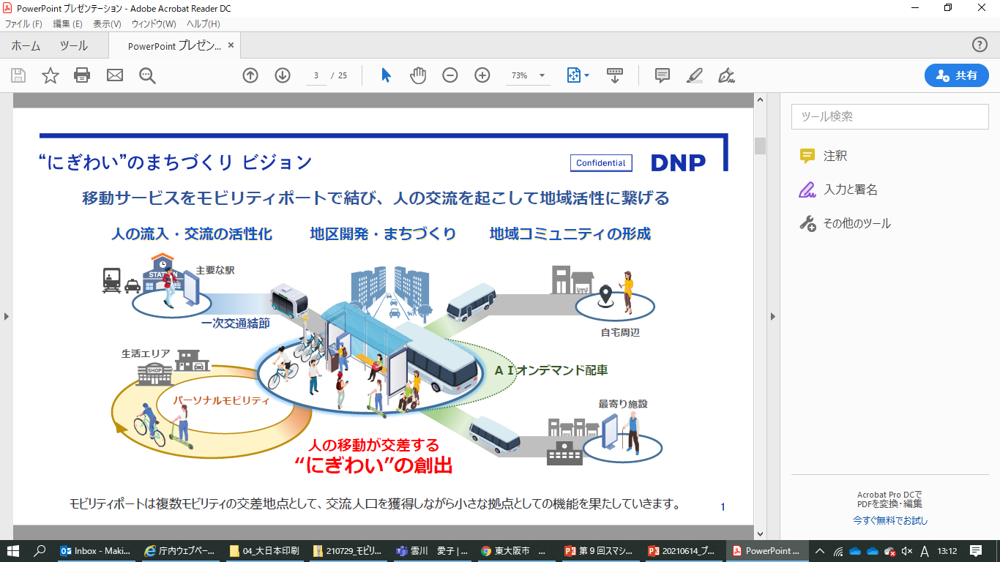 PowerPoint プレゼンテーション - Adobe Acrobat Reader DC
ファイル (F) 編集 (E) 表示(V) ウィンドウ(W) ヘルプ(H)
ホーム ツール PowerPoint プレゼン... ×
3 / 25 73% 共有
“にぎわい”のまちづくり ビジョン
Confidential DNP
移動サービスをモビリティポートで結び、人の交流を起こして地域活性に繋げる
人の流入・交流の活性化 地区開発・まちづくり 地域コミュニティの形成
主要な駅
STATION
一次交通結節
自宅周辺
生活エリア
SHOP
AIオンデマンド配車
パーソナルモビリティ
最寄り施設
人の移動が交差する
“にぎわい”の創出
モビリティポートは複数モビリティの交差地点として、交流人口を獲得しながら小さな拠点としての機能を果たしていきます。
1
ツール検索
注釈
入力と署名
その他のツール
Acrobat Pro DCで
PDFを変換・編集
今すぐ無料でお試し
Inbox - Maki... 庁内ウェブペー... 04_大日本印刷 210729_モビリ... 雲川 愛子 | ... 東大阪市 ... 第９回スマシ... 20210614_プ... PowerPoint ... A 13:12